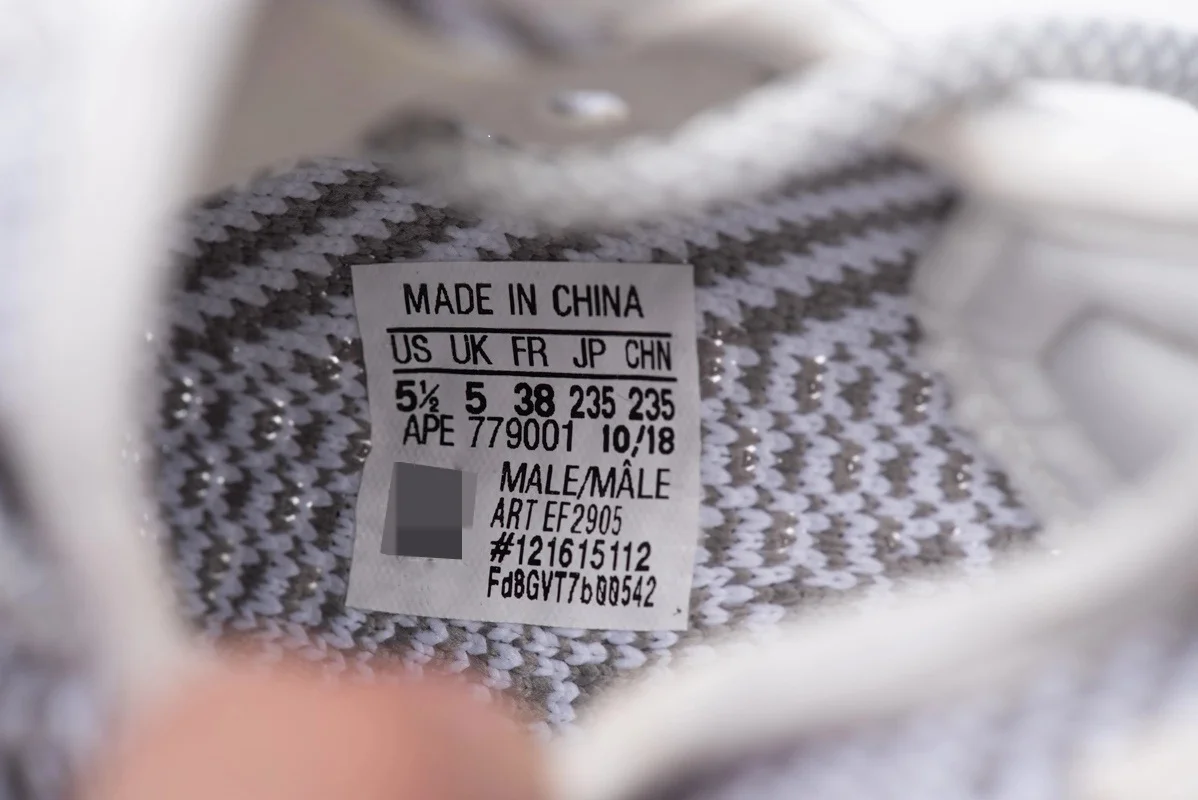 MADE IN CHINA
US UK FR JP CHN
5½ 5 38 235 235
APE 779001 10/18
MALE/MÂLE
ART EF2905
#121615112
Fd8GVT7b00542